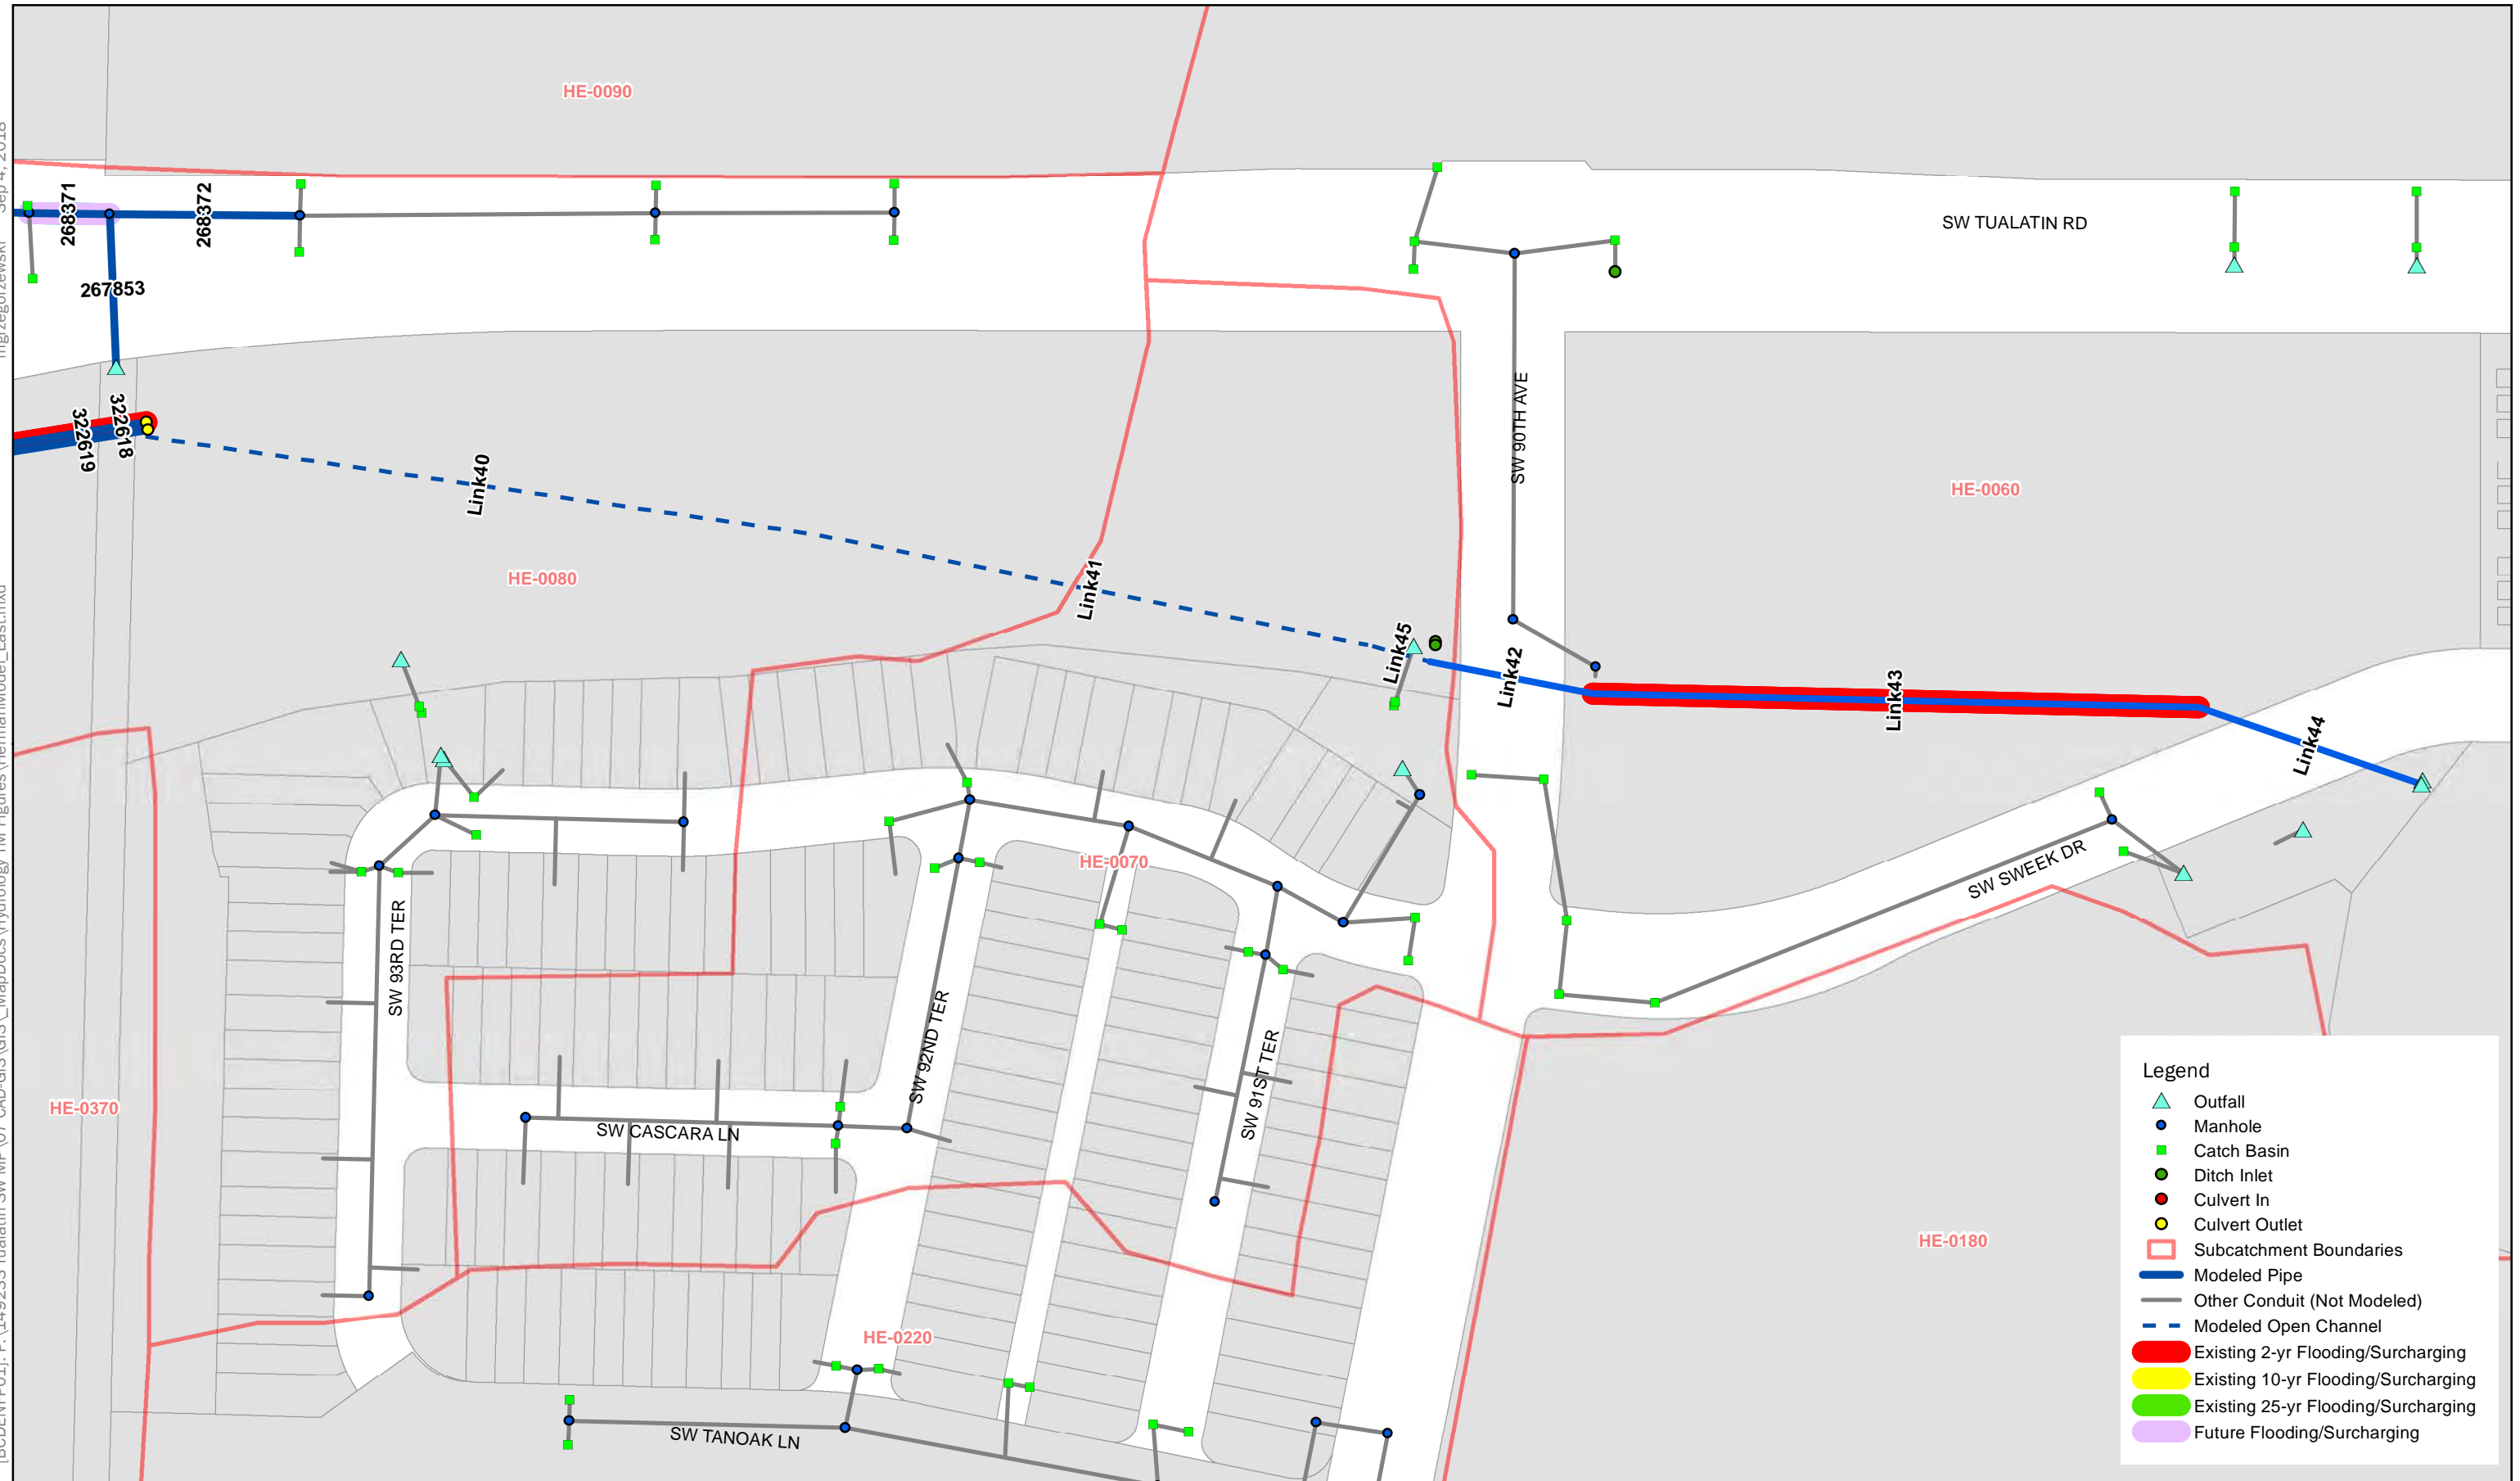 HE-0090
268371
268372
SW TUALATIN RD
267853
322619
322618
SW 90TH AVE
Link40
HE-0060
HE-0080
Link41
Link45
Link42
Link43
Link44
HE-0070
SW SWEEK DR
SW 93RD TER
SW 92ND TER
SW 91ST TER
HE-0370
SW CASCARA LN
HE-0180
HE-0220
SW TANOAK LN
Legend
Outfall
Manhole
Catch Basin
Ditch Inlet
Culvert In
Culvert Outlet
Subcatchment Boundaries
Modeled Pipe
Other Conduit (Not Modeled)
Modeled Open Channel
Existing 2-yr Flooding/Surcharging
Existing 10-yr Flooding/Surcharging
Existing 25-yr Flooding/Surcharging
Future Flooding/Surcharging